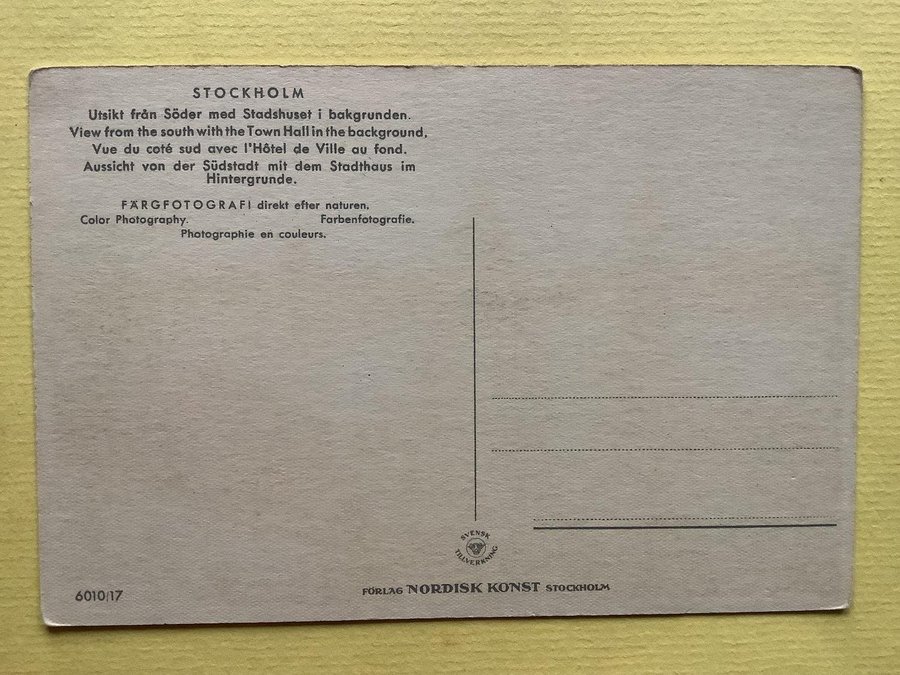 STOCKHOLM
Utsikt från Söder med Stadshuset i bakgrunden.
View from the south with the Town Hall in the background,
Vue du coté sud avec l'Hôtel de Ville au fond.
Aussicht von der Südstadt mit dem Stadthaus im
Hintergrunde.
FÄRGFOTOGRAFI direkt efter naturen.
Color Photography. Farbenfotografie.
Photographie en couleurs.
SVENSK
TILLVERKNING
6010/17
FÖRLAG NORDISK KONST STOCKHOLM